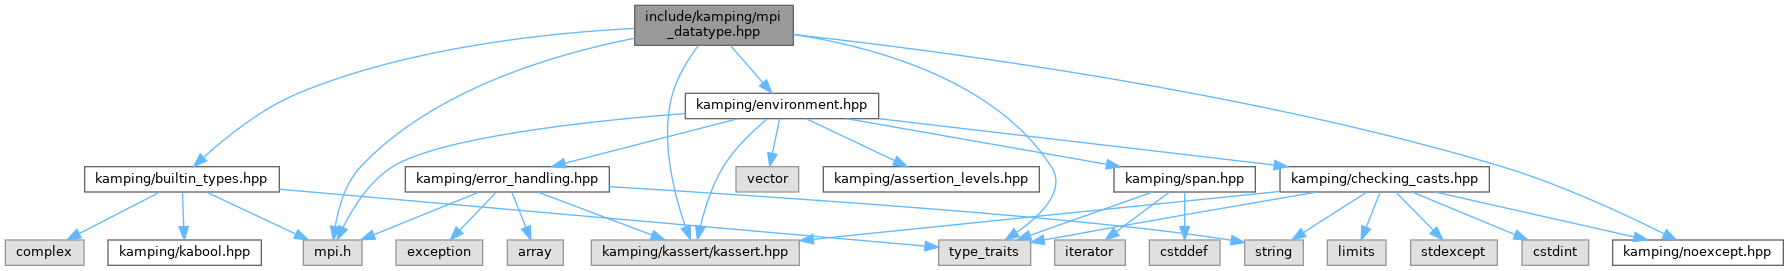 include/kamping/mpi
_datatype.hpp
kamping/environment.hpp
kamping/builtin_types.hpp
kamping/error_handling.hpp
vector
kamping/assertion_levels.hpp
kamping/span.hpp
kamping/checking_casts.hpp
complex
kamping/kabool.hpp
mpi.h
exception
array
kamping/kassert/kassert.hpp
type_traits
iterator
cstddef
string
limits
stdexcept
cstdint
kamping/noexcept.hpp